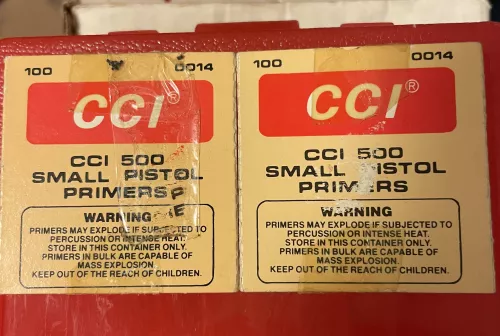 100 0014
CCI
CCI 500
SMALL PISTOL
PRIMERS
WARNING
PRIMERS MAY EXPLODE IF SUBJECTED TO
PERCUSSION OR INTENSE HEAT.
STORE IN THIS CONTAINER ONLY.
PRIMERS IN BULK ARE CAPABLE OF
MASS EXPLOSION.
KEEP OUT OF THE REACH OF CHILDREN.
100 0014
CCI®
CCI 500
SMALL PISTOL
PRIMERS
WARNING
PRIMERS MAY EXPLODE IF SUBJECTED TO
PERCUSSION OR INTENSE HEAT.
STORE IN THIS CONTAINER ONLY.
PRIMERS IN BULK ARE CAPABLE OF
MASS EXPLOSION.
KEEP OUT OF THE REACH OF CHILDREN.